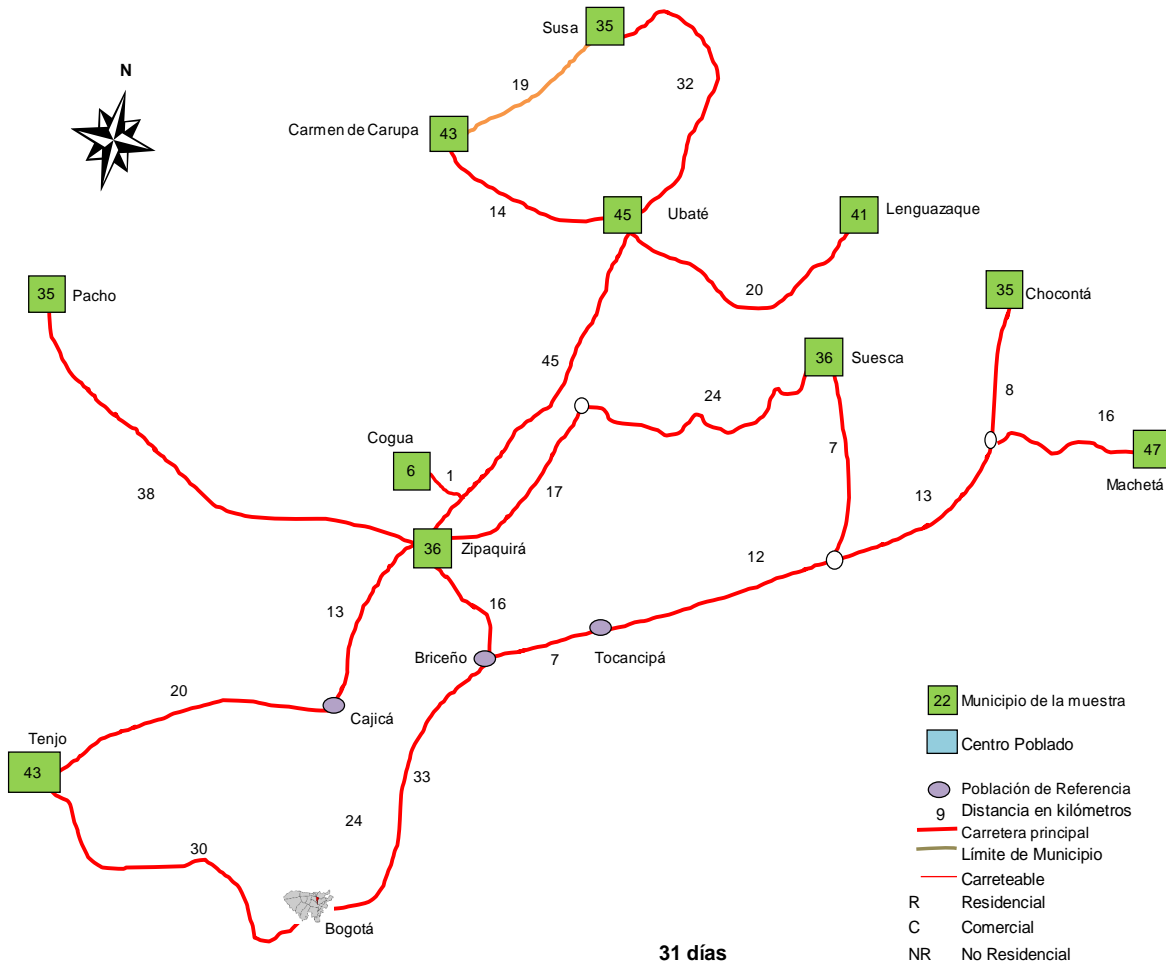 Susa
35
N
19
32
Carmen de Carupa
43
14
45
Ubaté
41
Lenguazaque
35
Pacho
20
35
Chocontá
45
36
Suesca
24
8
16
Cogua
6
1
7
47
Machetá
38
17
13
36
Zipaquirá
12
13
16
Briceño
7
Tocancipá
20
Cajicá
Tenjo
43
33
24
30
Bogotá
22 Municipio de la muestra
Centro Poblado
Población de Referencia
9 Distancia en kilómetros
Carretera principal
Límite de Municipio
Carreteable
R Residencial
C Comercial
NR No Residencial
31 días